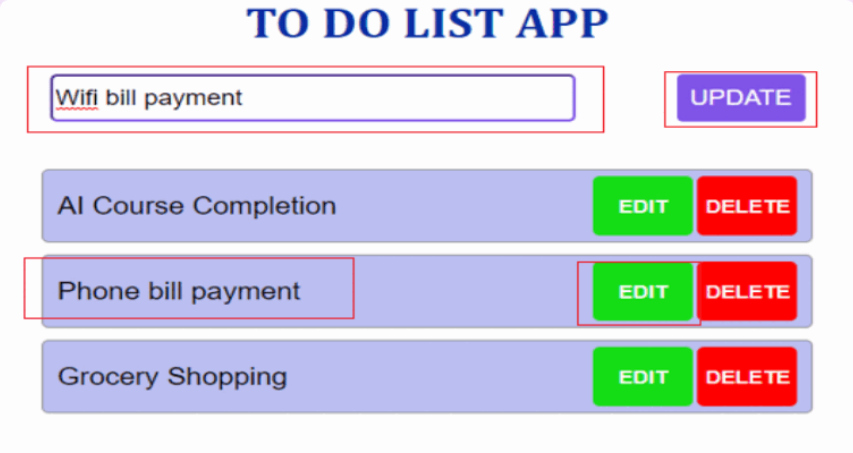 TO DO LIST APP
Wifi bill payment UPDATE
AI Course Completion EDIT DELETE
Phone bill payment EDIT DELETE
Grocery Shopping EDIT DELETE